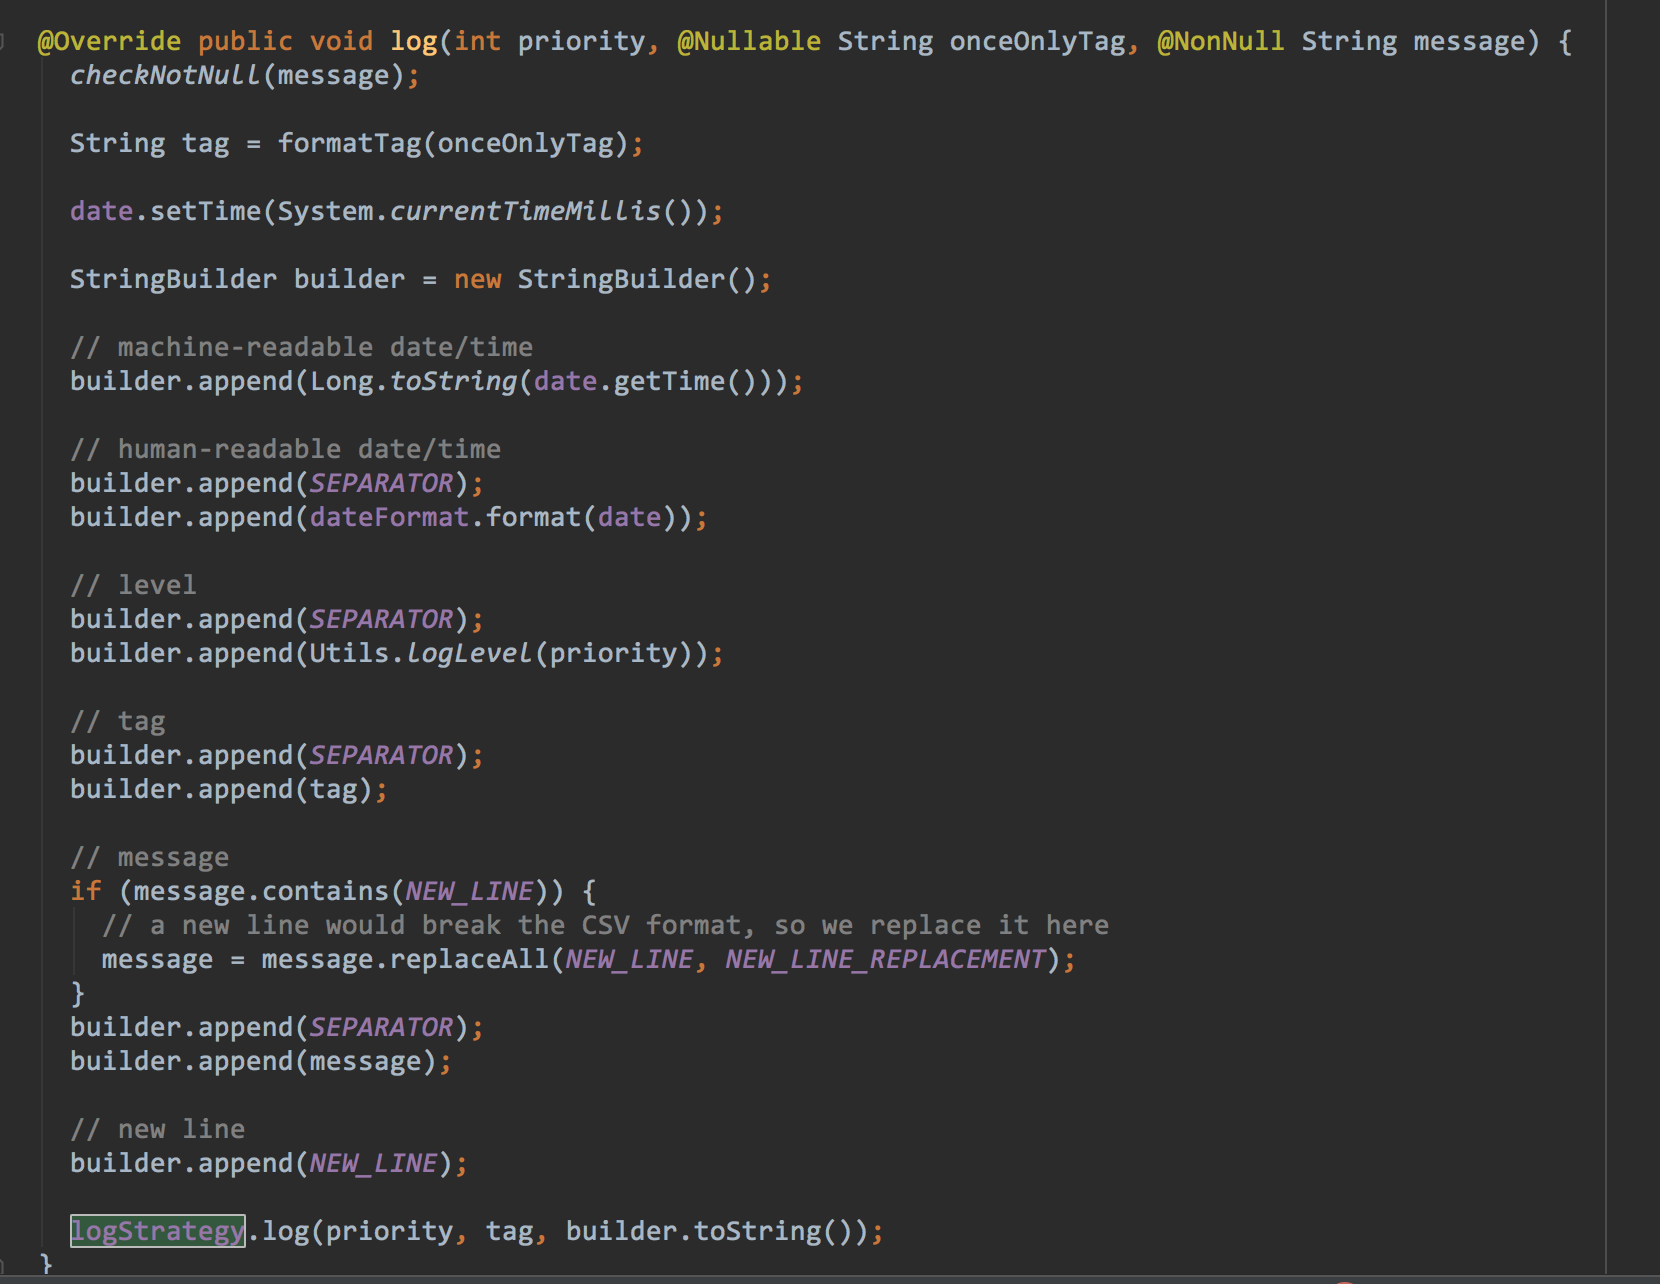 @Override public void log(int priority, @Nullable String onceOnlyTag, @NonNull String message) {
checkNotNull(message);
String tag = formatTag(onceOnlyTag);
date.setTime(System.currentTimeMillis());
StringBuilder builder = new StringBuilder();
// machine-readable date/time
builder.append(Long.toString(date.getTime()));
// human-readable date/time
builder.append(SEPARATOR);
builder.append(dateFormat.format(date));
// level
builder.append(SEPARATOR);
builder.append(Utils.logLevel(priority));
// tag
builder.append(SEPARATOR);
builder.append(tag);
// message
if (message.contains(NEW_LINE)) {
// a new line would break the CSV format, so we replace it here
message = message.replaceAll(NEW_LINE, NEW_LINE_REPLACEMENT);
}
builder.append(SEPARATOR);
builder.append(message);
// new line
builder.append(NEW_LINE);
logStrategy.log(priority, tag, builder.toString());
}